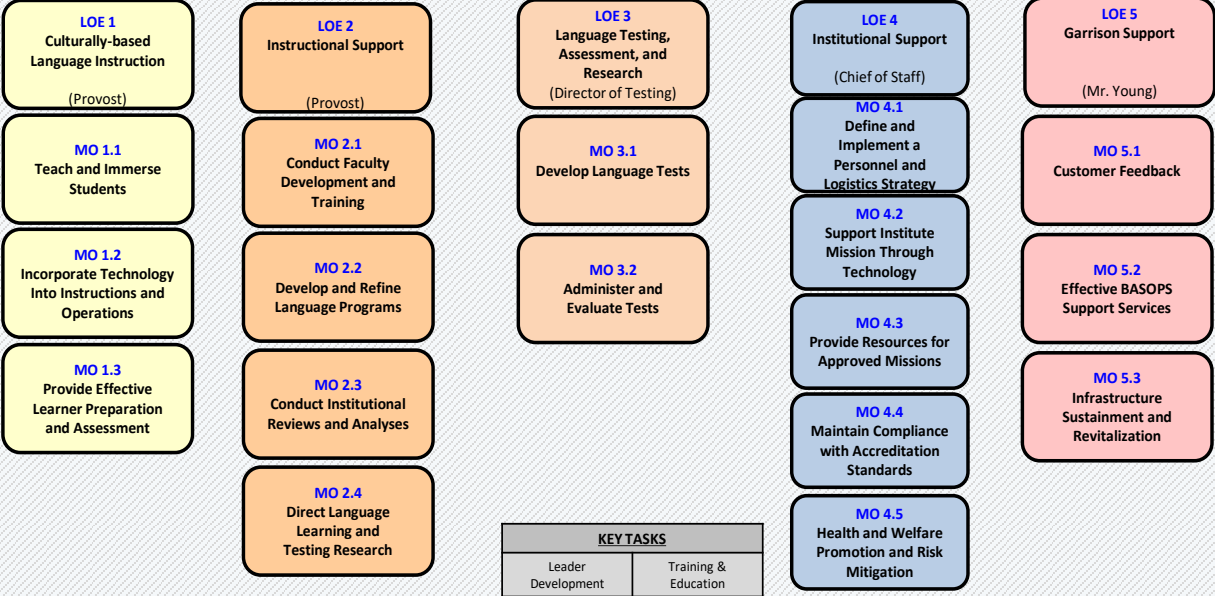 LOE 1
Culturally-based
Language Instruction
(Provost)
MO 1.1
Teach and Immerse
Students
MO 1.2
Incorporate Technology
Into Instructions and
Operations
MO 1.3
Provide Effective
Learner Preparation
and Assessment
LOE 2
Instructional Support
(Provost)
MO 2.1
Conduct Faculty
Development and
Training
MO 2.2
Develop and Refine
Language Programs
MO 2.3
Conduct Institutional
Reviews and Analyses
MO 2.4
Direct Language
Learning and
Testing Research
LOE 3
Language Testing,
Assessment, and
Research
(Director of Testing)
MO 3.1
Develop Language Tests
MO 3.2
Administer and
Evaluate Tests
KEY TASKS
Leader
Development
Training &
Education
LOE 4
Institutional Support
(Chief of Staff)
MO 4.1
Define and
Implement a
Personnel and
Logistics Strategy
MO 4.2
Support Institute
Mission Through
Technology
MO 4.3
Provide Resources for
Approved Missions
MO 4.4
Maintain Compliance
with Accreditation
Standards
MO 4.5
Health and Welfare
Promotion and Risk
Mitigation
LOE 5
Garrison Support
(Mr. Young)
MO 5.1
Customer Feedback
MO 5.2
Effective BASOPS
Support Services
MO 5.3
Infrastructure
Sustainment and
Revitalization